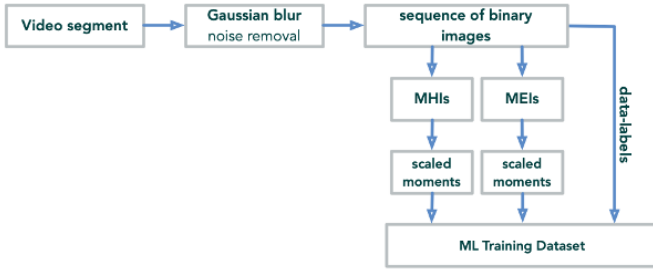 Video segment
Gaussian blur
noise removal
sequence of binary
images
MHIs
MEIs
data-labels
scaled
moments
scaled
moments
ML Training Dataset